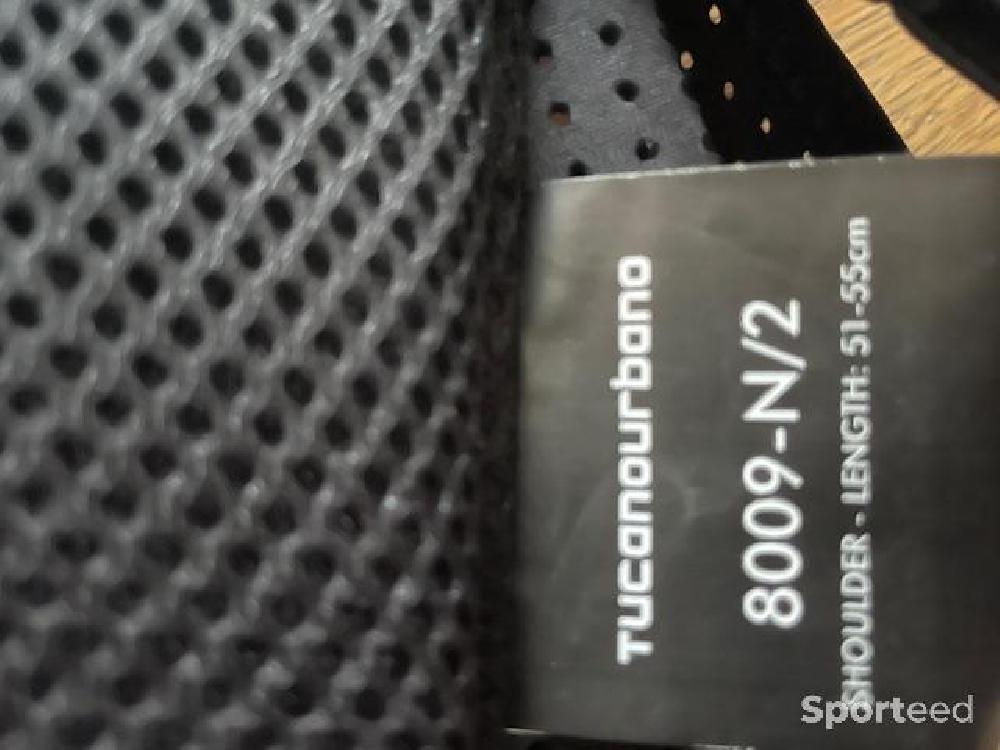 TUCANOURBANO
8009-N/2
SHOULDER - LENGTH: 51-55cm
Sporteed